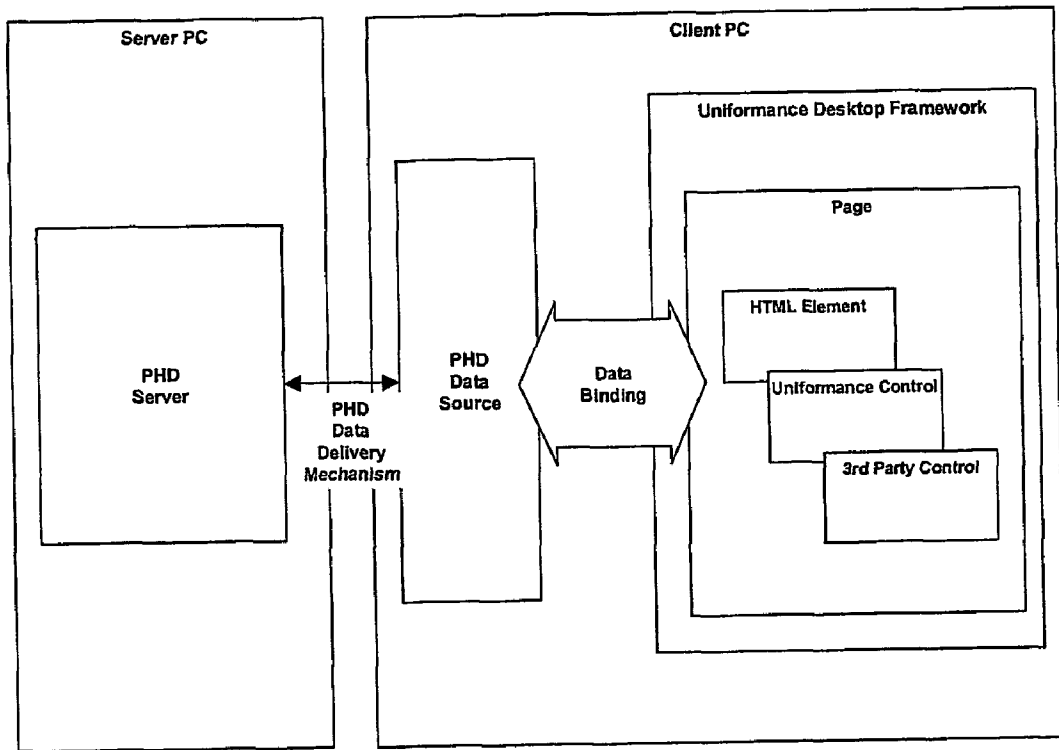 Server PC
Client PC
Uniformance Desktop Framework
Page
HTML Element
Uniformance Control
3rd Party Control
PHD
Server
PHD
Data
Delivery
Mechanism
PHD
Data
Source
Data
Binding